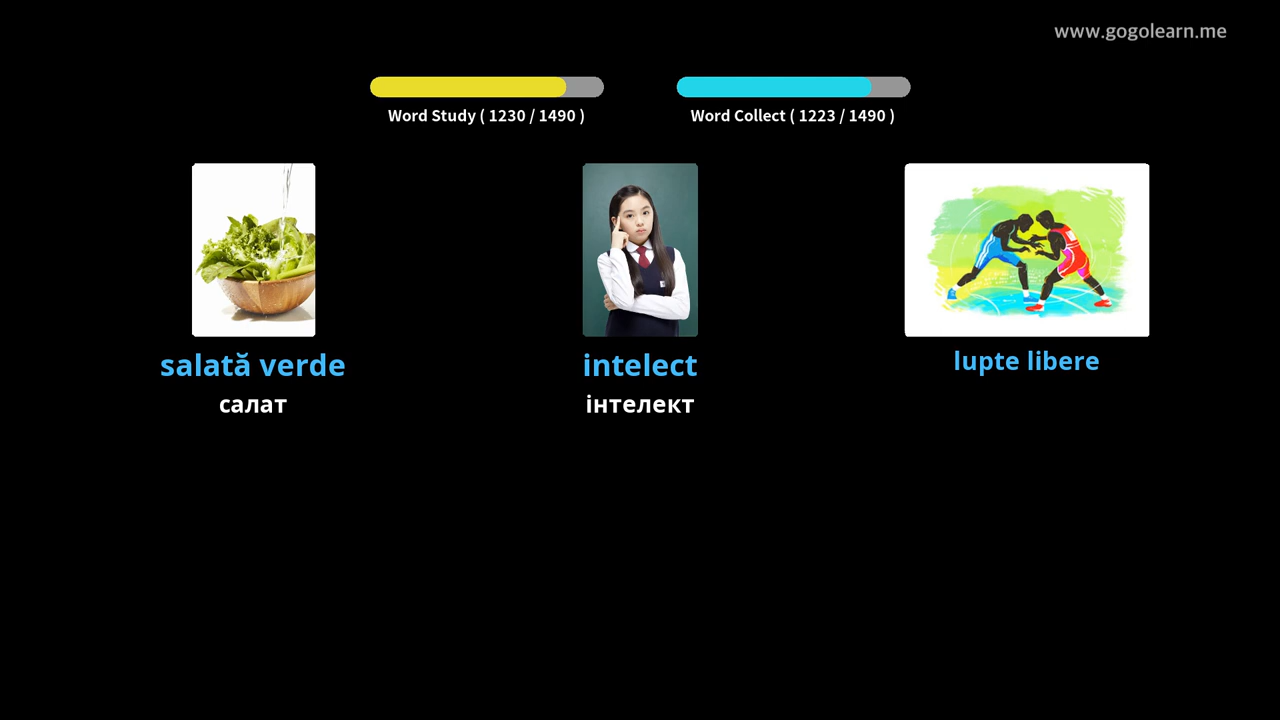 www.gogolearn.me
Word Study ( 1230 / 1490 )
Word Collect ( 1223 / 1490 )
salată verde
салат
intelect
інтелект
lupte libere